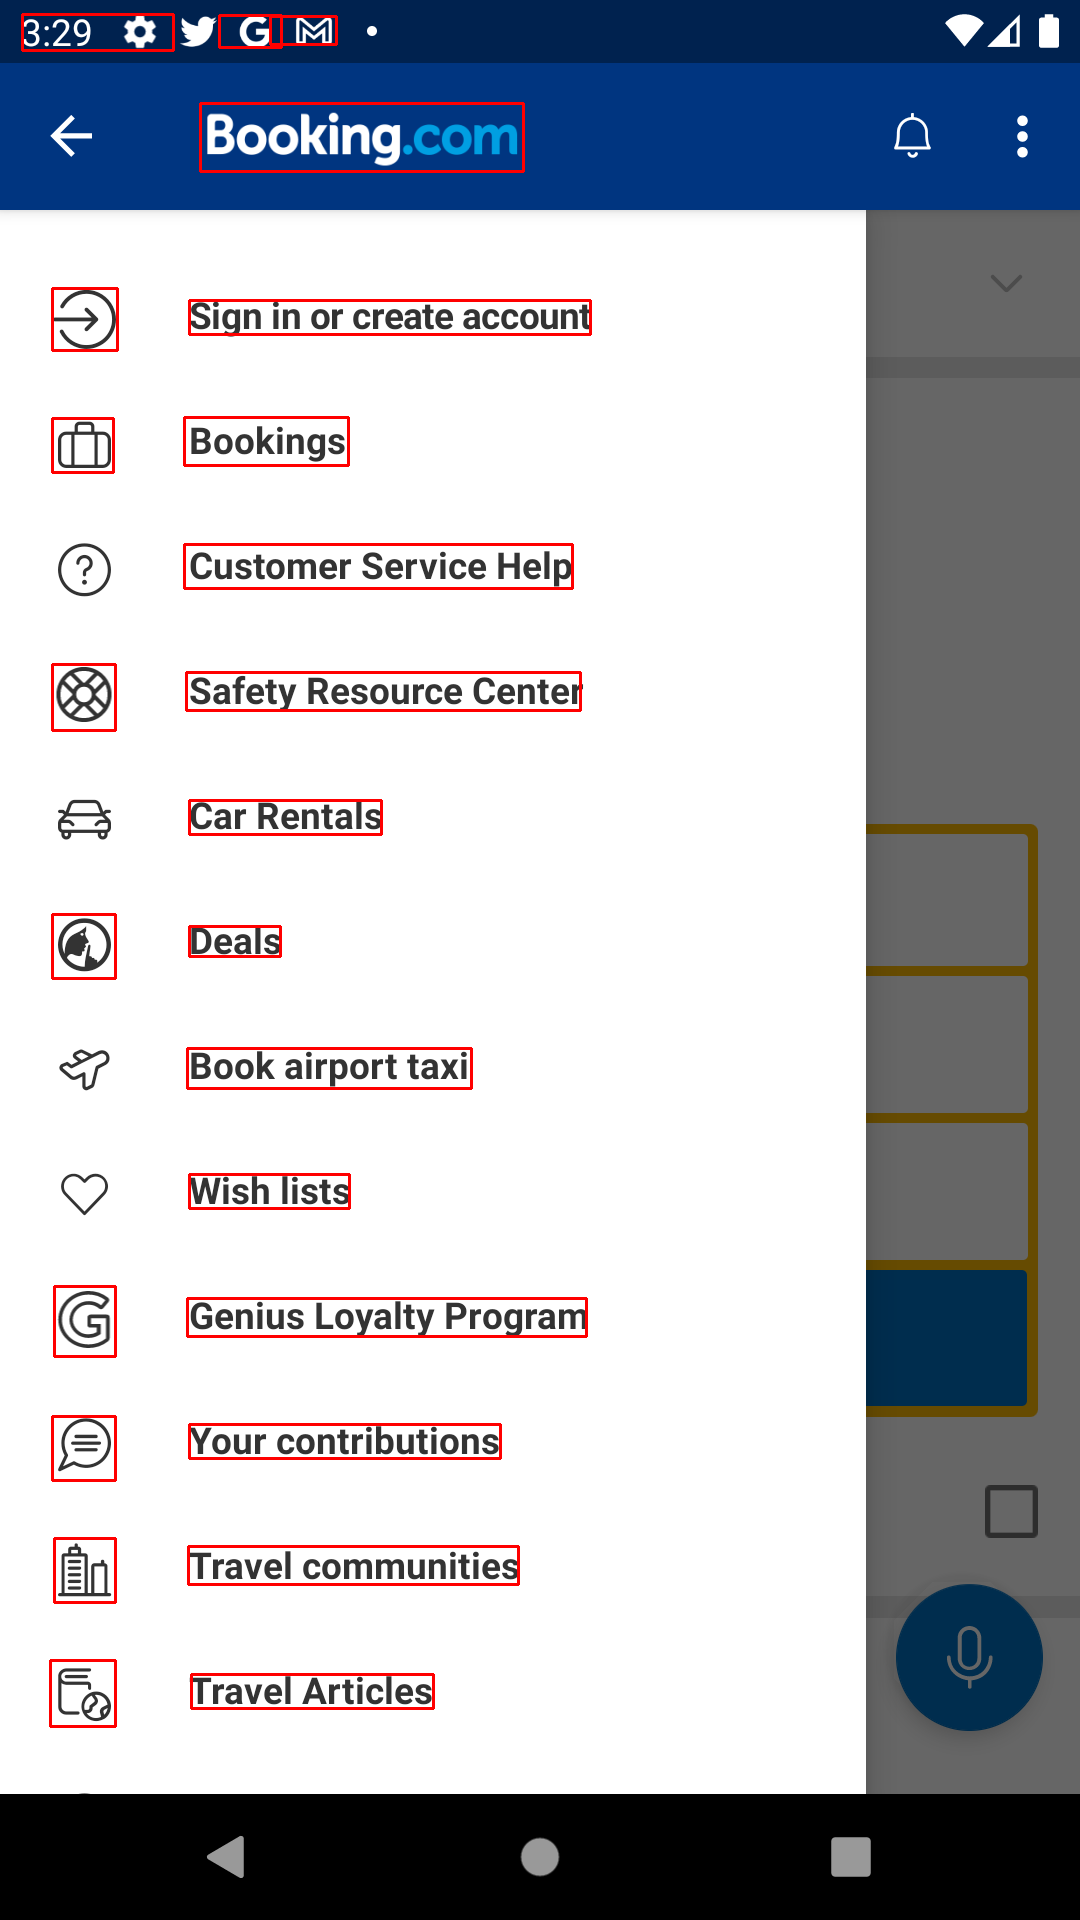 3:29
Booking.com
Sign in or create account
Bookings
Customer Service Help
Safety Resource Center
Car Rentals
Deals
Book airport taxi
Wish lists
Genius Loyalty Program
Your contributions
Travel communities
Travel Articles